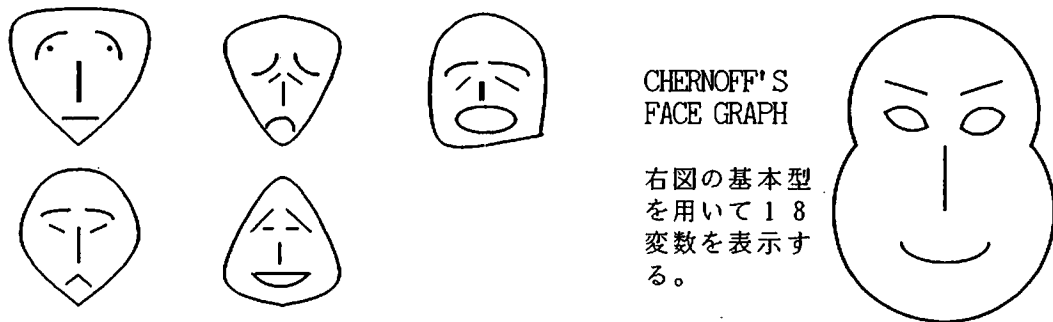 CHERNOFF'S
FACE GRAPH
右図の基本型
を用いて18
変数を表示す
る。